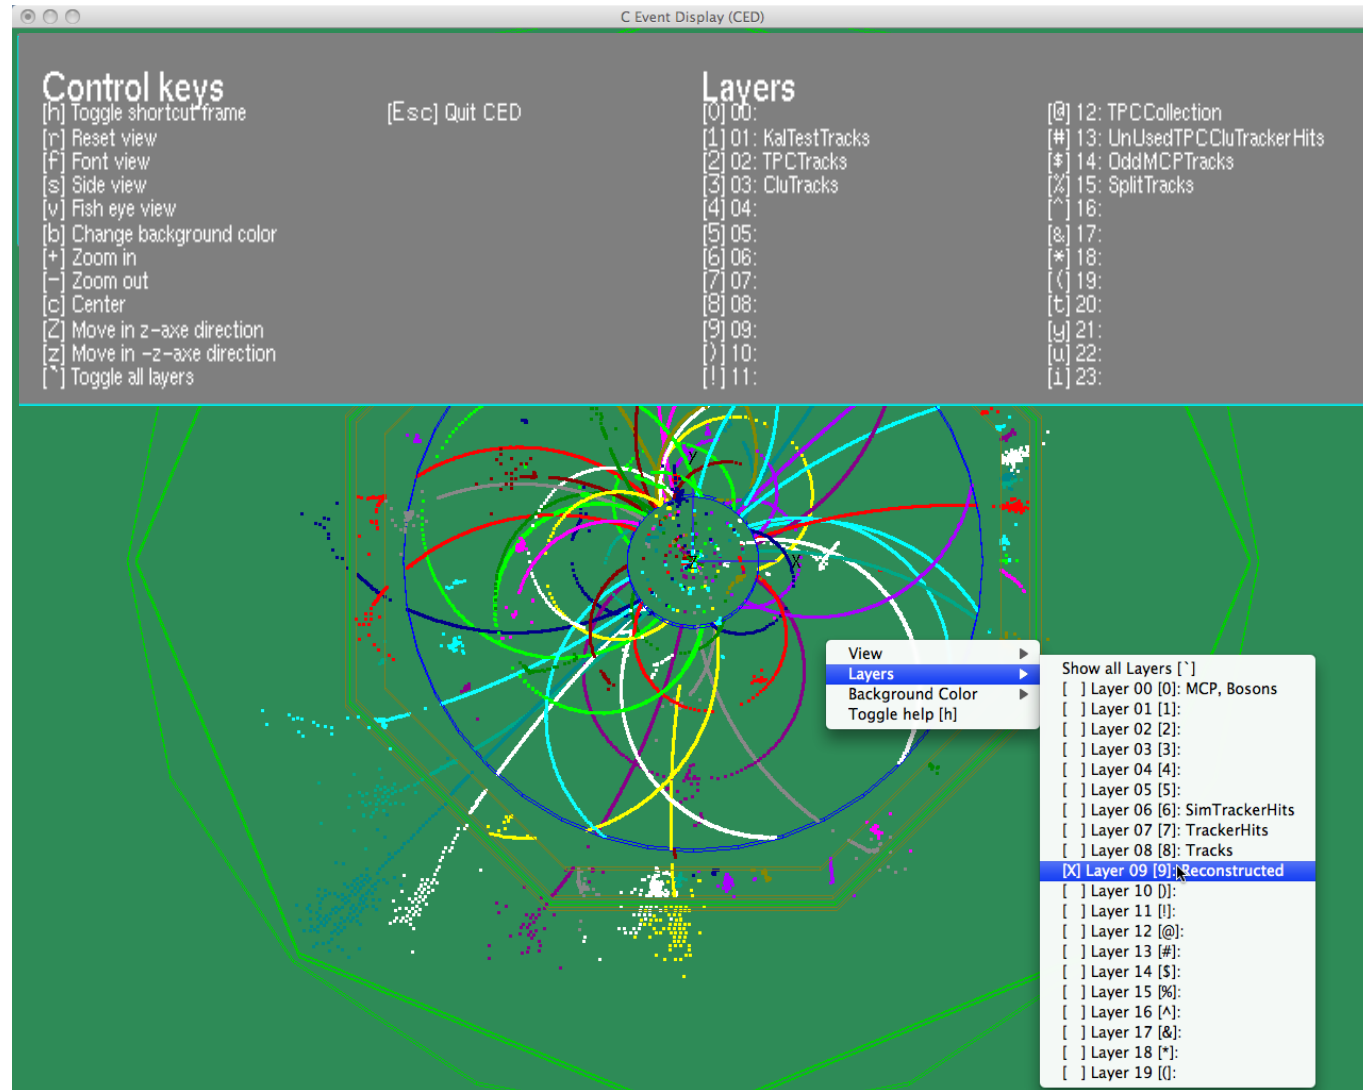 C Event Display (CED)
Control keys
[h] Toggle shortcut frame
[r] Reset view
[f] Font view
[s] Side view
[v] Fish eye view
[b] Change background color
[+] Zoom in
[-] Zoom out
[c] Center
[Z] Move in z-axe direction
[z] Move in -z-axe direction
[`] Toggle all layers
[Esc] Quit CED
Layers
[0] 00:
[1] 01: KalTestTracks
[2] 02: TPCTracks
[3] 03: CluTracks
[4] 04:
[5] 05:
[6] 06:
[7] 07:
[8] 08:
[9] 09:
[)] 10:
[!] 11:
[@] 12: TPCCollection
[#] 13: UnUsedTPCCluTrackerHits
[$] 14: OddMCPTracks
[%] 15: SplitTracks
[^] 16:
[&] 17:
[*] 18:
[(] 19:
[t] 20:
[y] 21:
[u] 22:
[i] 23:
Y
X
Z
View
Layers
Background Color
Toggle help [h]
Show all Layers [`]
[ ] Layer 00 [0]: MCP, Bosons
[ ] Layer 01 [1]:
[ ] Layer 02 [2]:
[ ] Layer 03 [3]:
[ ] Layer 04 [4]:
[ ] Layer 05 [5]:
[ ] Layer 06 [6]: SimTrackerHits
[ ] Layer 07 [7]: TrackerHits
[ ] Layer 08 [8]: Tracks
[X] Layer 09 [9]: Reconstructed
[ ] Layer 10 [)]:
[ ] Layer 11 [!]:
[ ] Layer 12 [@]:
[ ] Layer 13 [#]:
[ ] Layer 14 [$]:
[ ] Layer 15 [%]:
[ ] Layer 16 [^]:
[ ] Layer 17 [&]:
[ ] Layer 18 [*]:
[ ] Layer 19 [(]: